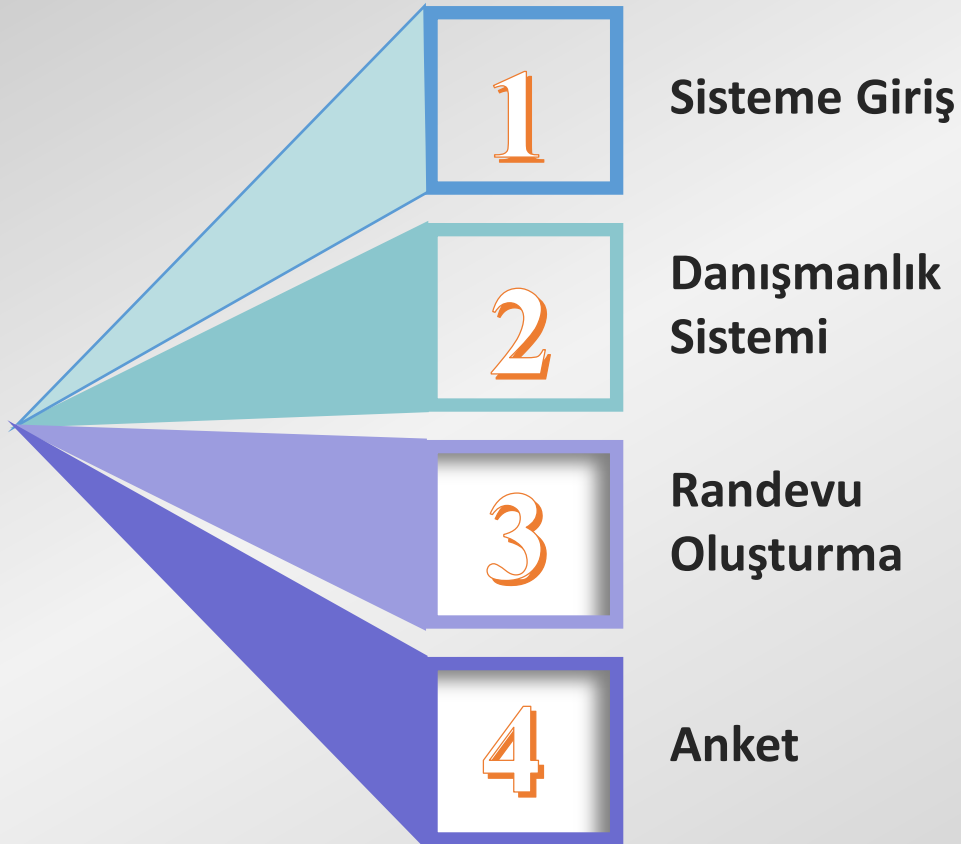 1
Sisteme Giriş
2
Danışmanlık
Sistemi
3
Randevu
Oluşturma
4
Anket